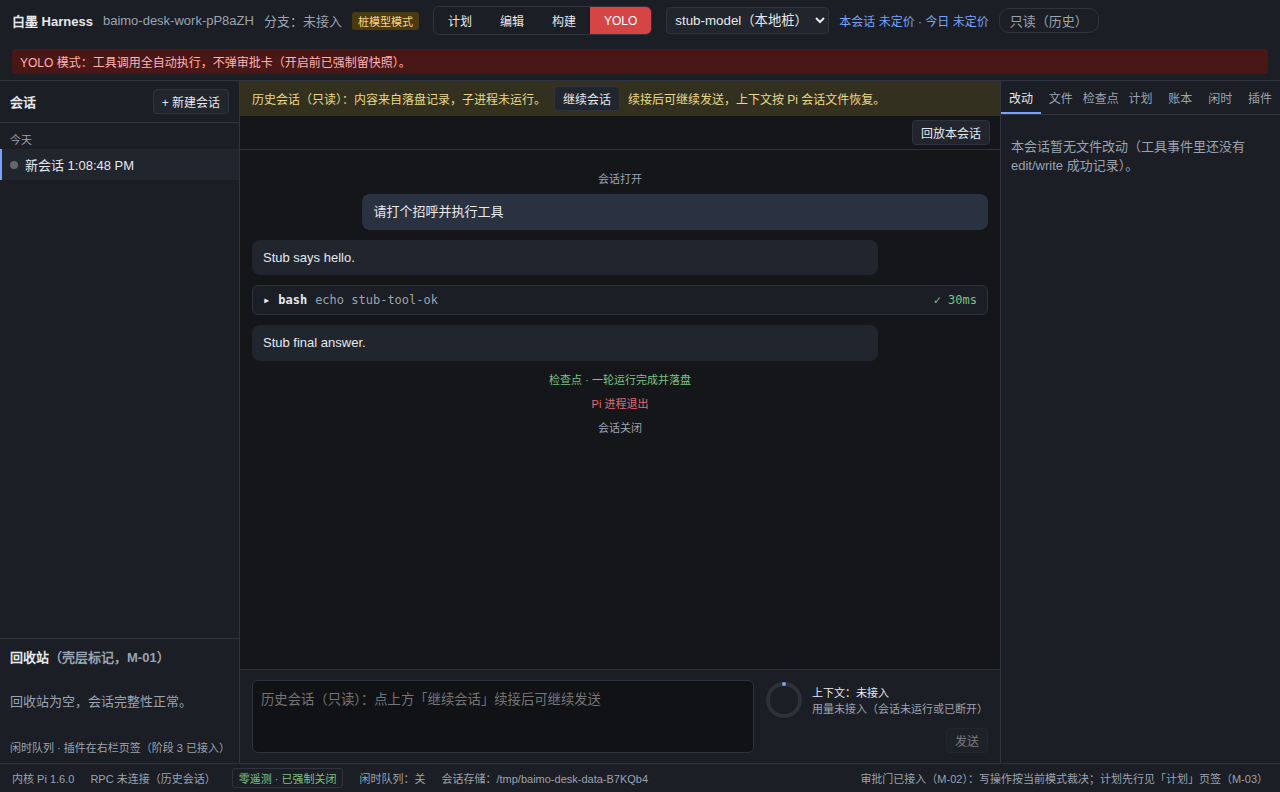 白墨 Harness baimo-desk-work-pP8aZH 分支：未接入 桩模型模式 计划 编辑 构建 YOLO stub-model（本地桩） 本会话 未定价 · 今日 未定价 只读（历史）
YOLO 模式：工具调用全自动执行，不弹审批卡（开启前已强制留快照）。
会话 + 新建会话
今天
新会话 1:08:48 PM
回收站（壳层标记，M-01）
回收站为空，会话完整性正常。
闲时队列 · 插件在右栏页签（阶段 3 已接入）
历史会话（只读）：内容来自落盘记录，子进程未运行。 继续会话 续接后可继续发送，上下文按 Pi 会话文件恢复。
回放本会话
会话打开
请打个招呼并执行工具
Stub says hello.
▸ bash echo stub-tool-ok ✓ 30ms
Stub final answer.
检查点 · 一轮运行完成并落盘
Pi 进程退出
会话关闭
历史会话（只读）：点上方「继续会话」续接后可继续发送
上下文：未接入
用量未接入（会话未运行或已断开）
发送
改动 文件 检查点 计划 账本 闲时 插件
本会话暂无文件改动（工具事件里还没有
edit/write 成功记录）。
内核 Pi 1.6.0 RPC 未连接（历史会话） 零遥测 · 已强制关闭 闲时队列：关 会话存储：/tmp/baimo-desk-data-B7KQb4 审批门已接入（M-02）：写操作按当前模式裁决；计划先行见「计划」页签（M-03）